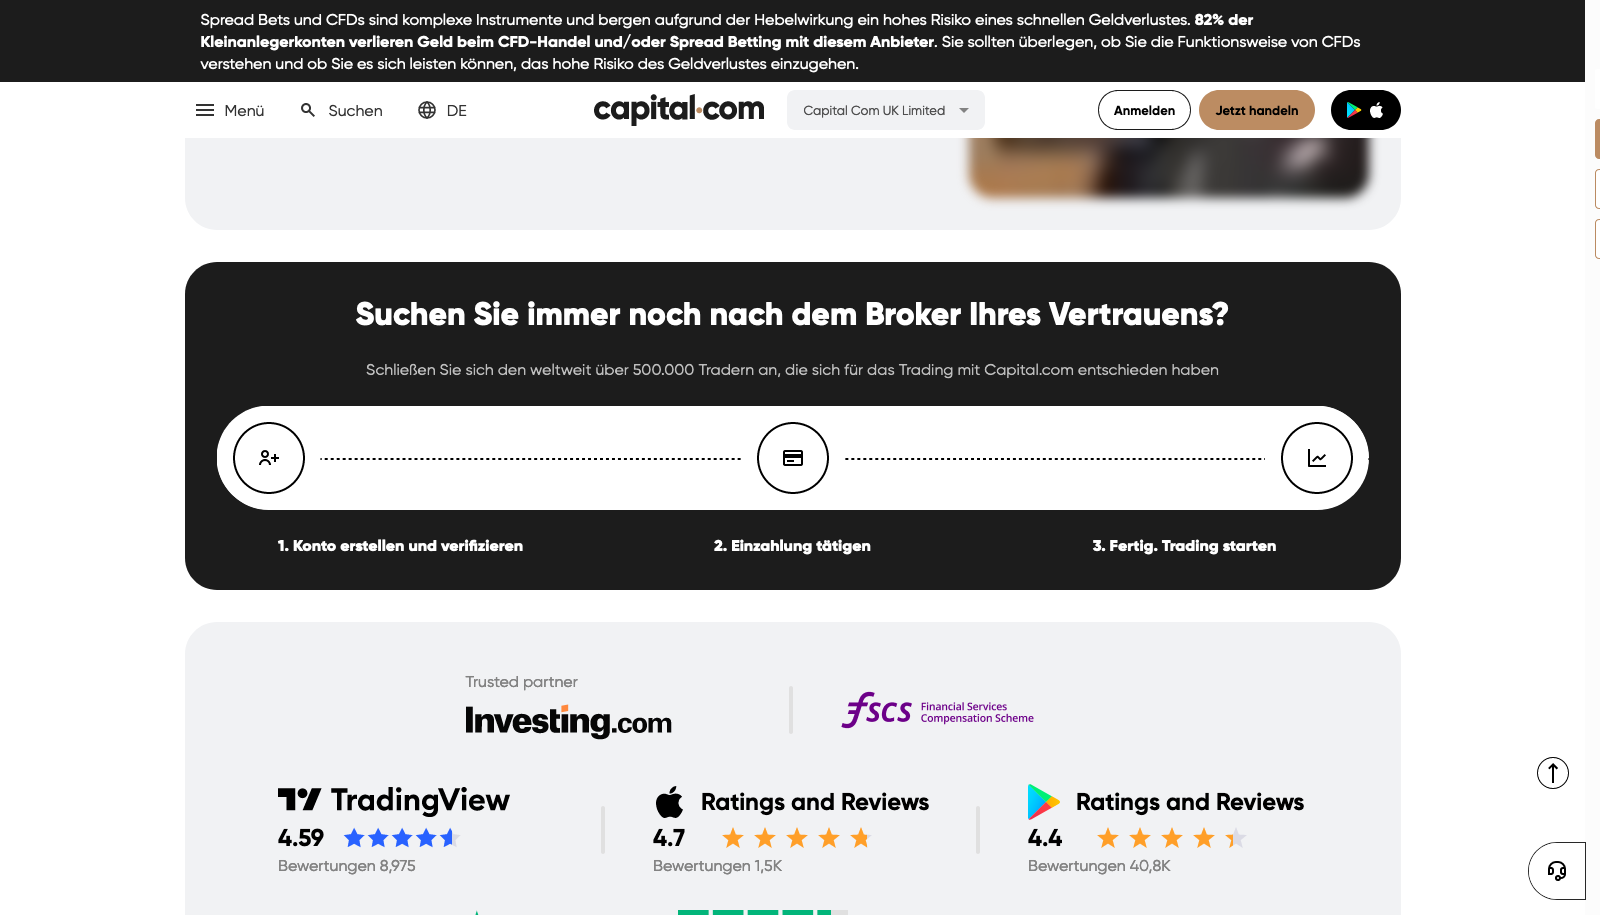 Spread Bets und CFDs sind komplexe Instrumente und bergen aufgrund der Hebelwirkung ein hohes Risiko eines schnellen Geldverlustes. 82% der
Kleinanlegerkonten verlieren Geld beim CFD-Handel und/oder Spread Betting mit diesem Anbieter. Sie sollten überlegen, ob Sie die Funktionsweise von CFDs
verstehen und ob Sie es sich leisten können, das hohe Risiko des Geldverlustes einzugehen.
Menü Suchen DE capital.com Capital Com UK Limited Anmelden Jetzt handeln
Suchen Sie immer noch nach dem Broker Ihres Vertrauens?
Schließen Sie sich den weltweit über 500.000 Tradern an, die sich für das Trading mit Capital.com entschieden haben
1. Konto erstellen und verifizieren 2. Einzahlung tätigen 3. Fertig. Trading starten
Trusted partner
Investing.com
fscs Financial Services
Compensation Scheme
TradingView
4.59
Bewertungen 8,975
Ratings and Reviews
4.7
Bewertungen 1,5K
Ratings and Reviews
4.4
Bewertungen 40,8K